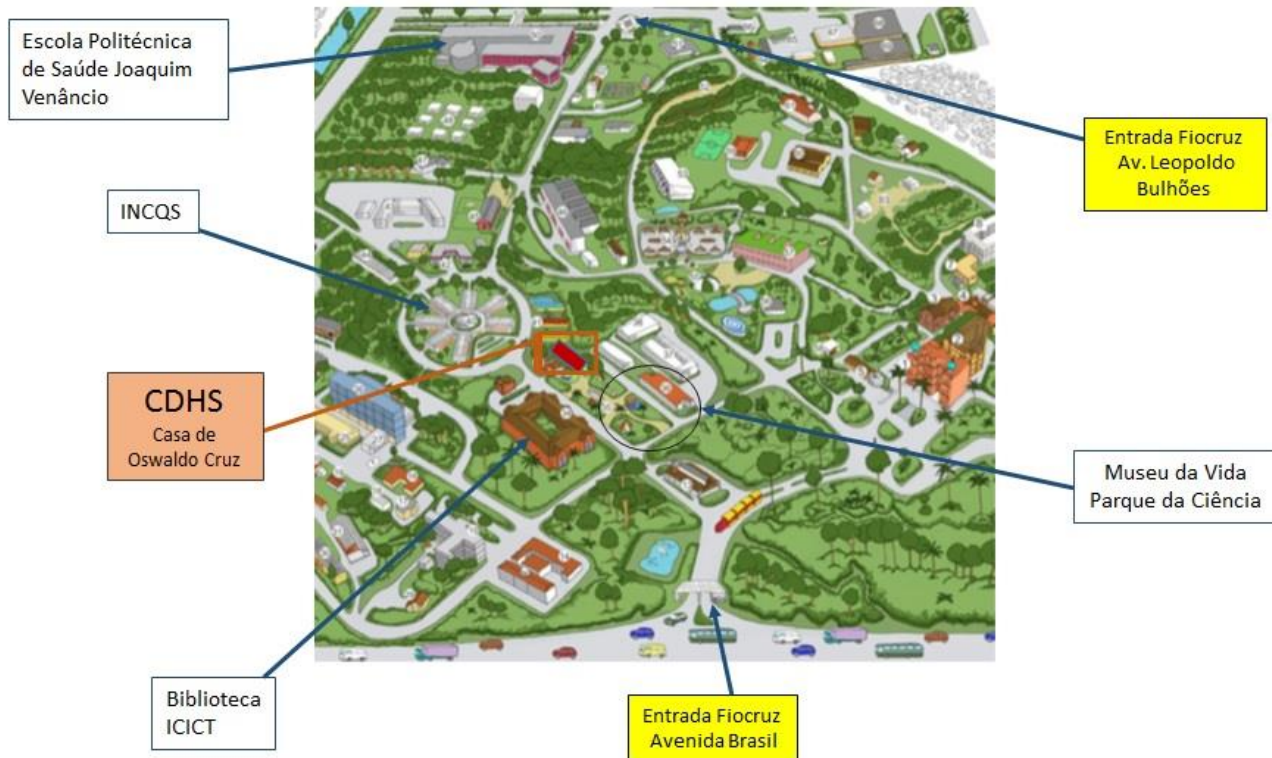 Escola Politécnica
de Saúde Joaquim
Venâncio
Entrada Fiocruz
Av. Leopoldo
Bulhões
INCQS
CDHS
Casa de
Oswaldo Cruz
Museu da Vida
Parque da Ciência
Biblioteca
ICICT
Entrada Fiocruz
Avenida Brasil